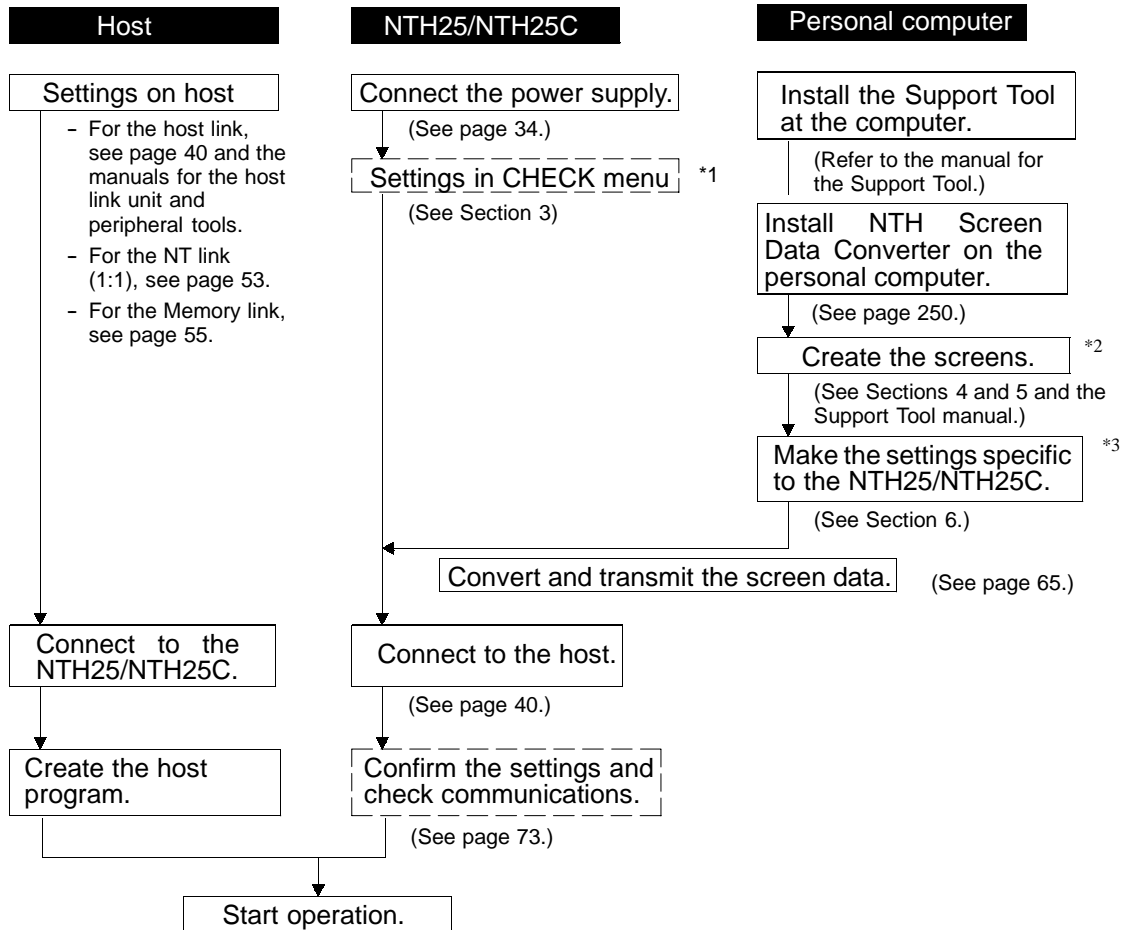 Host
NTH25/NTH25C
Personal computer
Settings on host
- For the host link,
see page 40 and the
manuals for the host
link unit and
peripheral tools.
- For the NT link
(1:1), see page 53.
- For the Memory link,
see page 55.
Connect the power supply.
(See page 34.)
Settings in CHECK menu
*1
(See Section 3)
Install the Support Tool
at the computer.
(Refer to the manual for
the Support Tool.)
Install NTH Screen
Data Converter on the
personal computer.
(See page 250.)
Create the screens.
*2
(See Sections 4 and 5 and the
Support Tool manual.)
Make the settings specific
to the NTH25/NTH25C.
*3
(See Section 6.)
Convert and transmit the screen data.
(See page 65.)
Connect to the
NTH25/NTH25C.
Connect to the host.
(See page 40.)
Create the host
program.
Confirm the settings and
check communications.
(See page 73.)
Start operation.